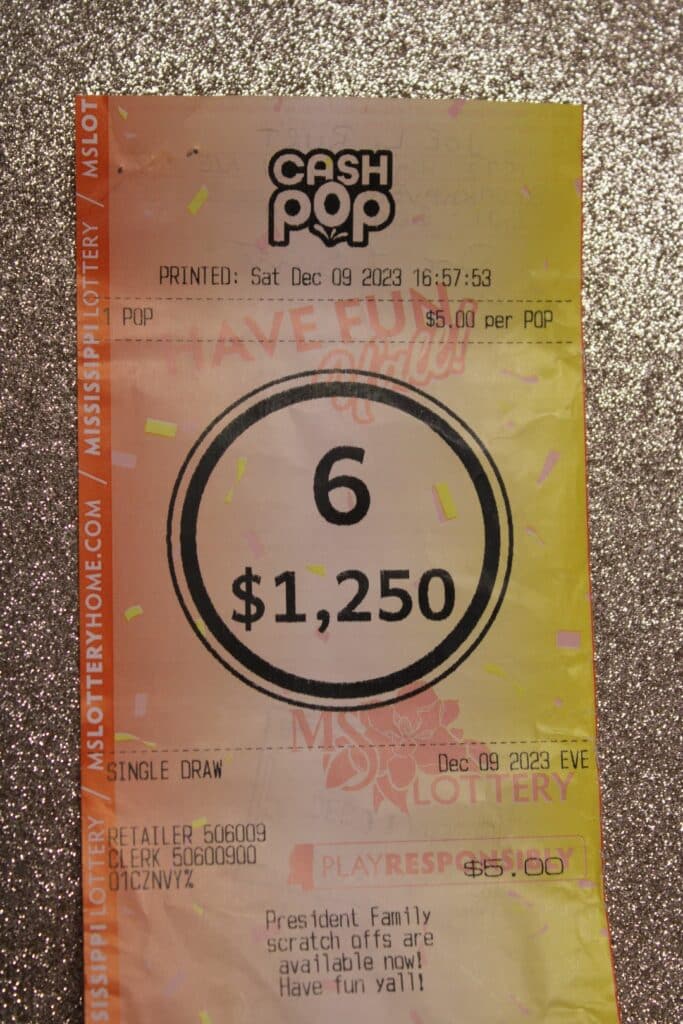 CASH
POP
PRINTED: Sat Dec 09 2023 16:57:53
1 POP $5.00 per POP
HAVE FUN
Y'all!
6
$1,250
SINGLE DRAW Dec 09 2023 EVE
MS
LOTTERY
RETAILER 506009
CLERK 50600900
01CZNVY%
PLAYRESPONSIBLY
$5.00
President Family
scratch offs are
available now!
Have fun yall!
SSISSIPPI LOTTERY / MSLOTTERYHOME.COM / MISSISSIPPI LOTTERY / MSLOT